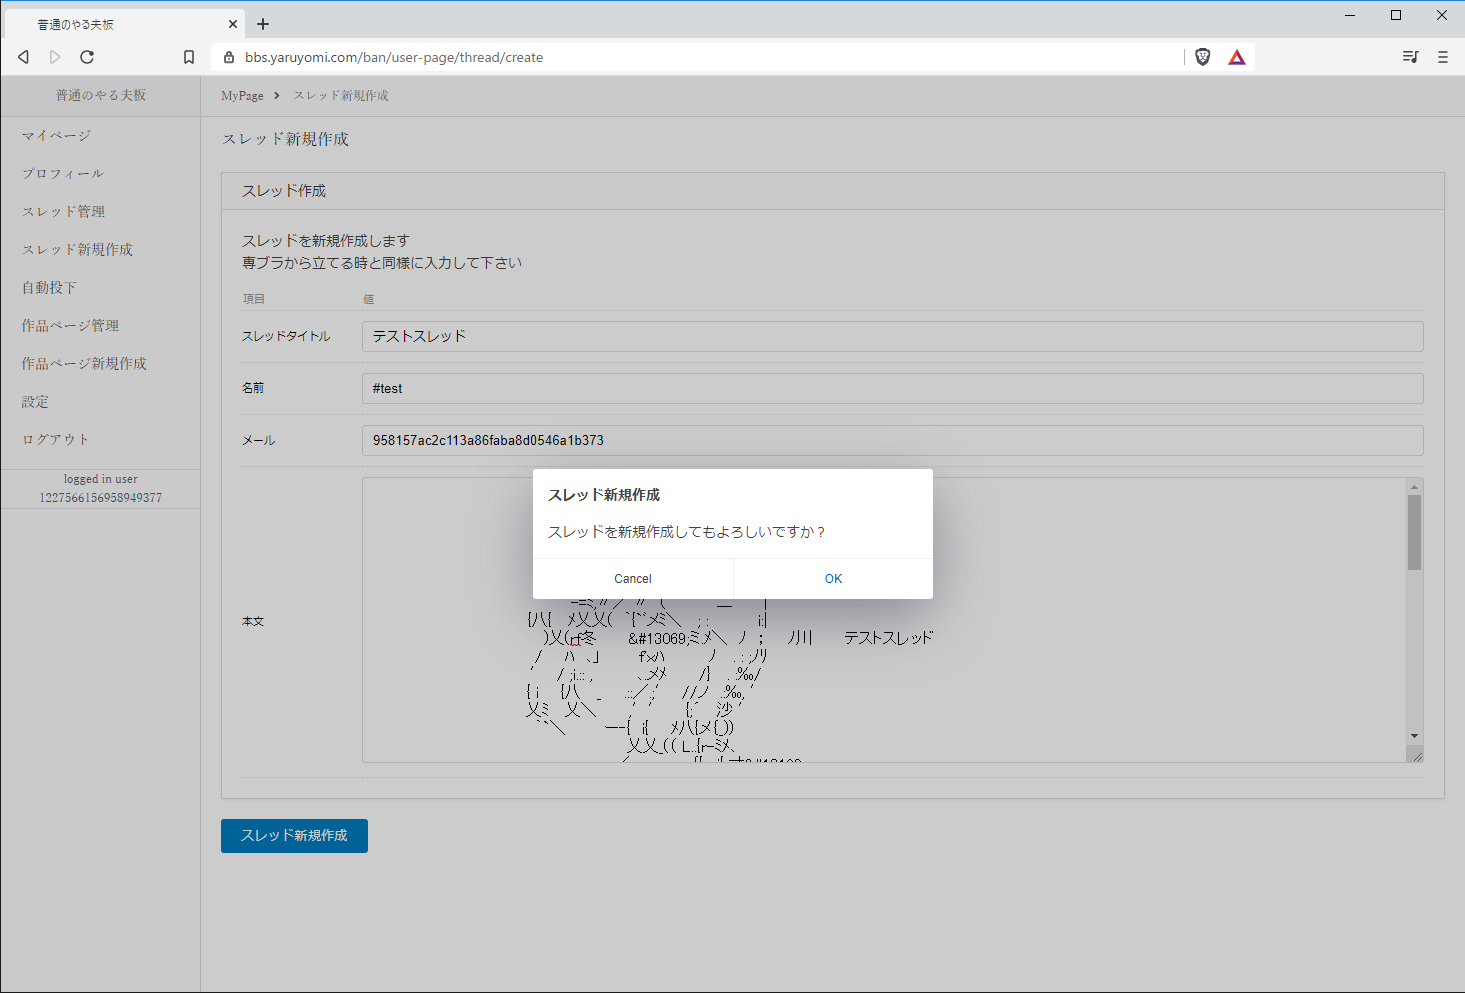 普通のやる夫板
bbs.yaruyomi.com/ban/user-page/thread/create
普通のやる夫板
MyPage
スレッド新規作成
マイページ
プロフィール
スレッド管理
スレッド新規作成
自動投下
作品ページ管理
作品ページ新規作成
設定
ログアウト
logged in user
1227566156958949377
スレッド新規作成
スレッド作成
スレッドを新規作成します
専ブラから立てる時と同様に入力して下さい
項目 値
スレッドタイトル テストスレッド
名前 #test
メール 958157ac2c113a86faba8d0546a1b373
本文
&#13069;
テストスレッド
スレッド新規作成
スレッドを新規作成してもよろしいですか？
Cancel OK
スレッド新規作成